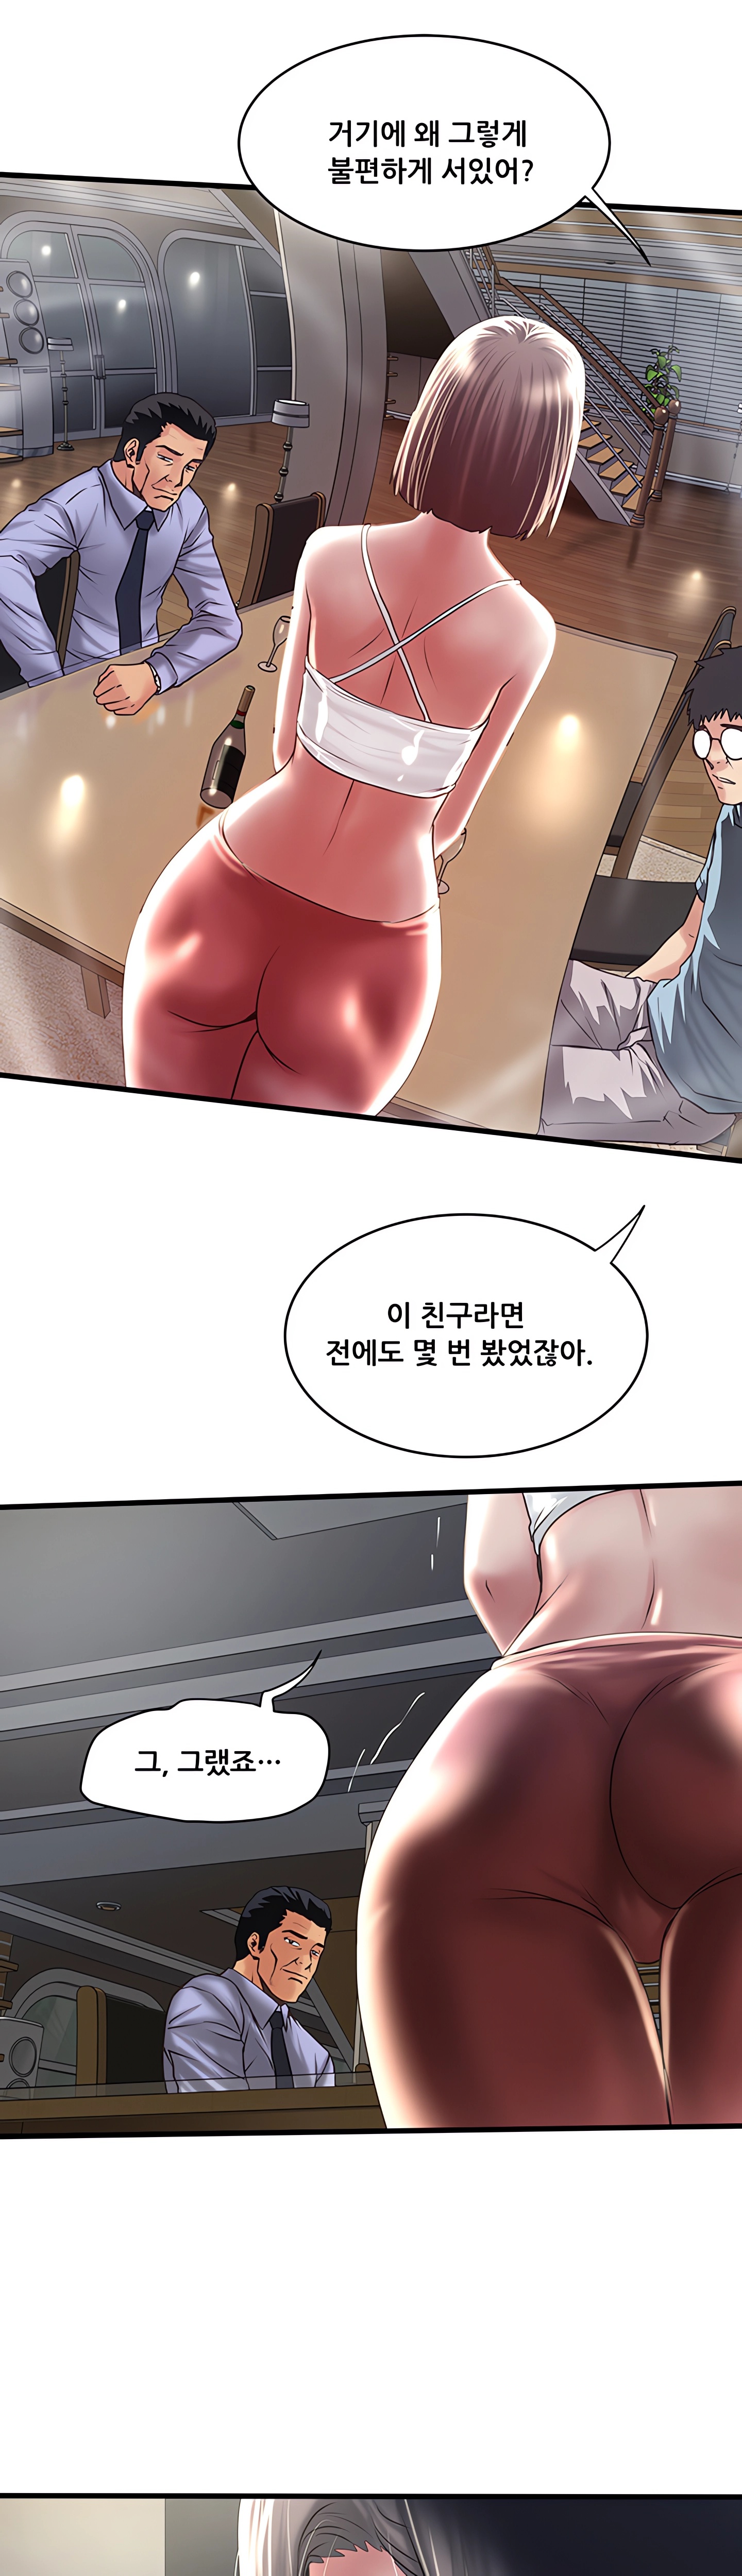 거기에 왜 그렇게
불편하게 서있어?
이 친구라면
전에도 몇 번 봤었잖아.
그, 그랬죠…